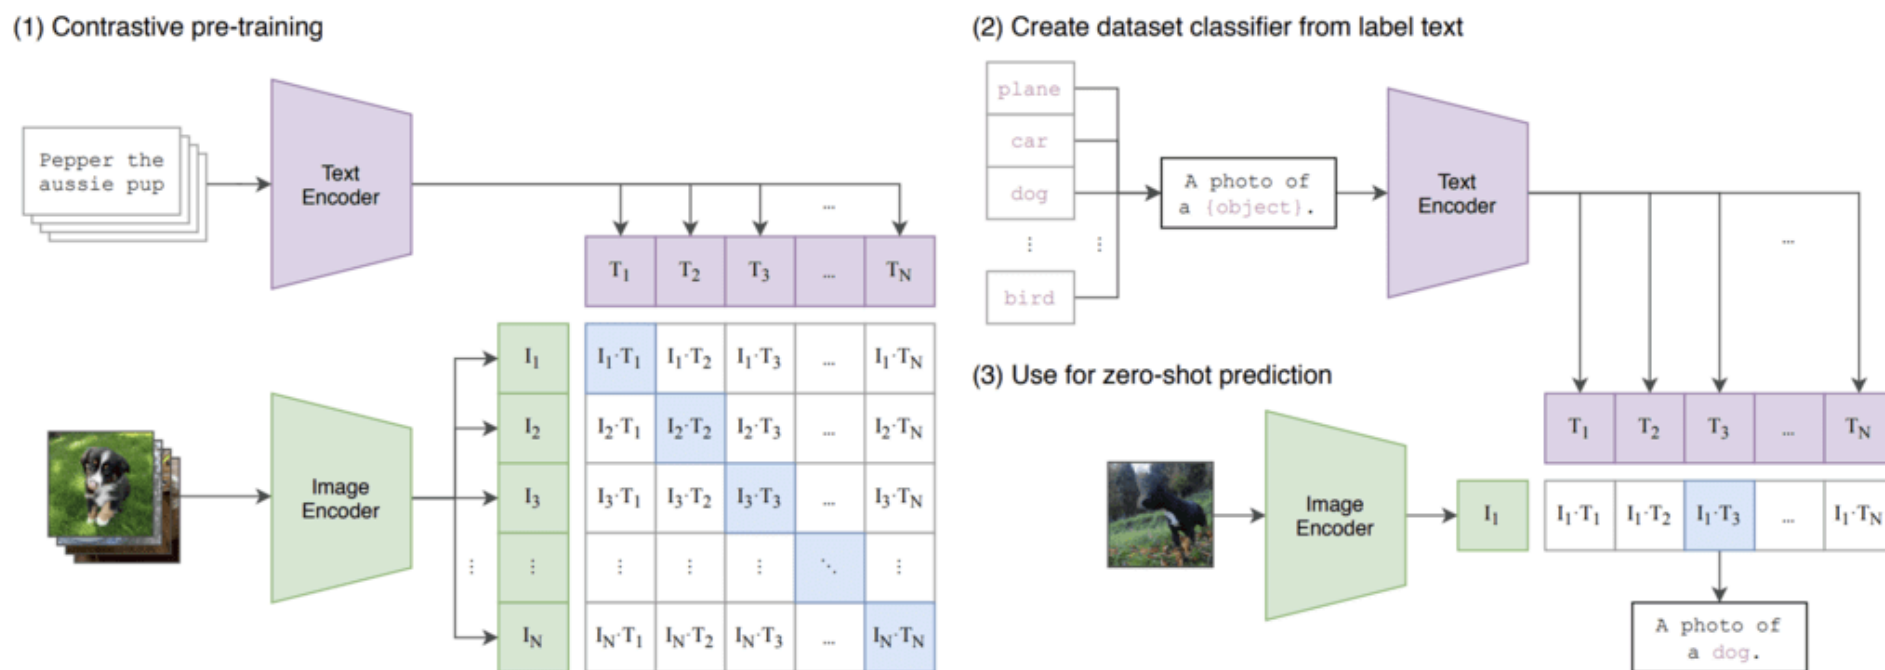 (1) Contrastive pre-training
Pepper the
aussie pup
Text
Encoder
...
T1 T2 T3 ... TN
Image
Encoder
I1 I1·T1 I1·T2 I1·T3 ... I1·TN
I2 I2·T1 I2·T2 I2·T3 ... I2·TN
I3 I3·T1 I3·T2 I3·T3 ... I3·TN
⋮ ⋮ ⋮ ⋮ ⋮ ⋱ ⋮
IN IN·T1 IN·T2 IN·T3 ... IN·TN
(2) Create dataset classifier from label text
plane
car
dog
⋮ ⋮
bird
A photo of
a {object}.
Text
Encoder
...
T1 T2 T3 ... TN
(3) Use for zero-shot prediction
Image
Encoder
I1 I1·T1 I1·T2 I1·T3 ... I1·TN
A photo of
a dog.